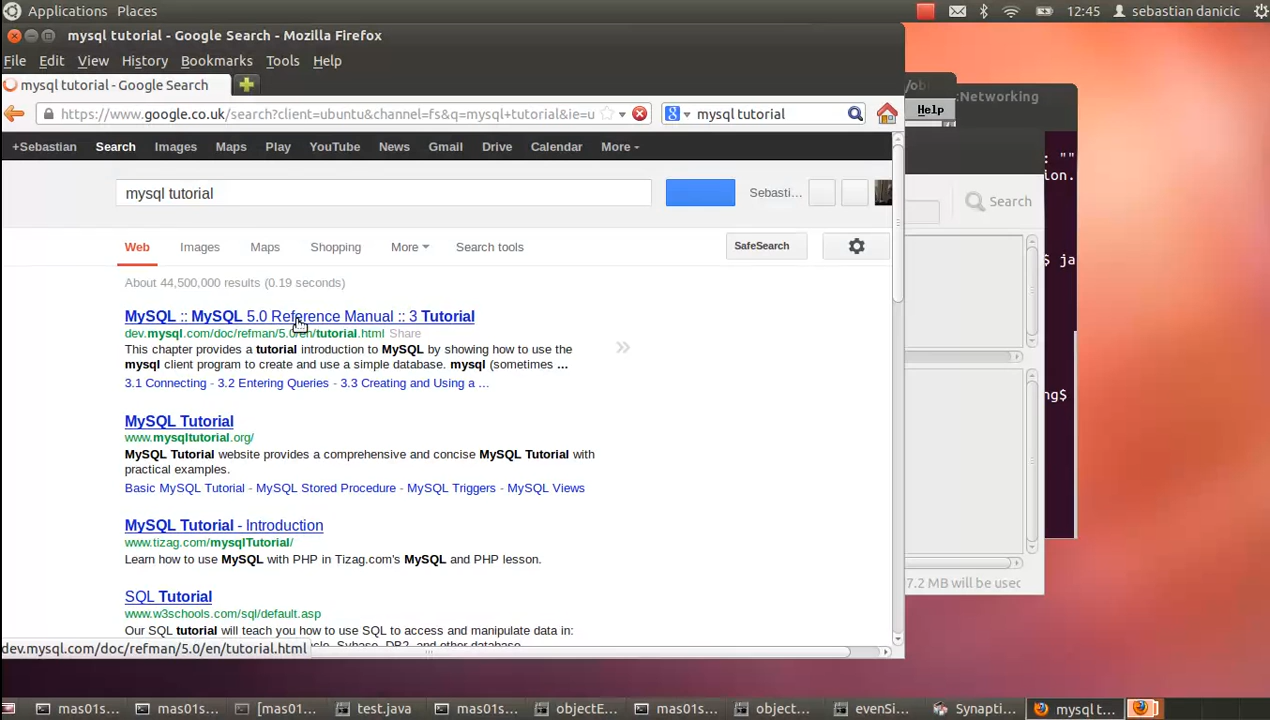 Applications Places
12:45 sebastian danicic
mysql tutorial - Google Search - Mozilla Firefox
File Edit View History Bookmarks Tools Help
mysql tutorial - Google Search
https://www.google.co.uk/search?client=ubuntu&channel=fs&q=mysql+tutorial&ie=u
mysql tutorial
+Sebastian Search Images Maps Play YouTube News Gmail Drive Calendar More
mysql tutorial
Sebasti...
Web Images Maps Shopping More Search tools
SafeSearch
About 44,500,000 results (0.19 seconds)
MySQL :: MySQL 5.0 Reference Manual :: 3 Tutorial
dev.mysql.com/doc/refman/5.0/en/tutorial.html Share
This chapter provides a tutorial introduction to MySQL by showing how to use the
mysql client program to create and use a simple database. mysql (sometimes ...
3.1 Connecting - 3.2 Entering Queries - 3.3 Creating and Using a ...
MySQL Tutorial
www.mysqltutorial.org/
MySQL Tutorial website provides a comprehensive and concise MySQL Tutorial with
practical examples.
Basic MySQL Tutorial - MySQL Stored Procedure - MySQL Triggers - MySQL Views
MySQL Tutorial - Introduction
www.tizag.com/mysqlTutorial/
Learn how to use MySQL with PHP in Tizag.com's MySQL and PHP lesson.
SQL Tutorial
www.w3schools.com/sql/default.asp
Our SQL tutorial will teach you how to use SQL to access and manipulate data in:
Sybase, DB2, and other database
dev.mysql.com/doc/refman/5.0/en/tutorial.html
:Networking
Help
: ""
ion.
Search
$ ja
ng$
7.2 MB will be used
mas01s... mas01s... [mas01... test.java mas01s... objectE... mas01s... object... evenSi... Synapti... mysql t...